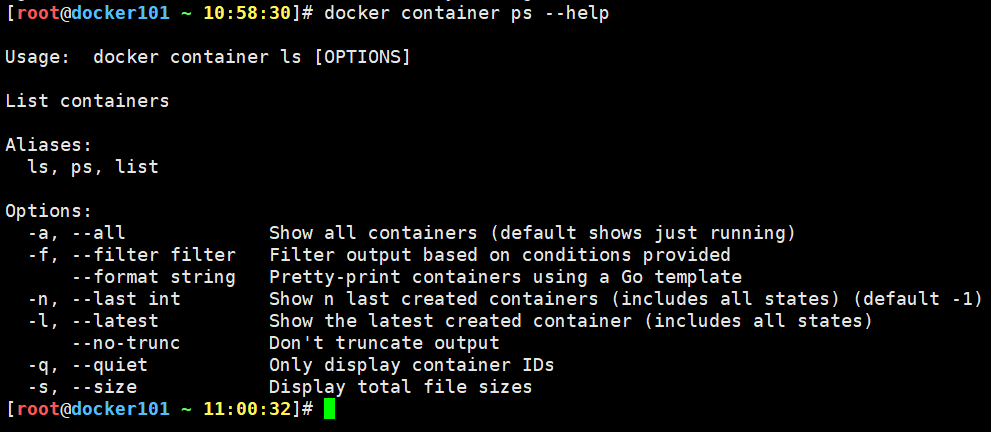 [root@docker101 ~ 10:58:30]# docker container ps --help
Usage:  docker container ls [OPTIONS]
List containers
Aliases:
  ls, ps, list
Options:
  -a, --all             Show all containers (default shows just running)
  -f, --filter filter   Filter output based on conditions provided
      --format string   Pretty-print containers using a Go template
  -n, --last int        Show n last created containers (includes all states) (default -1)
  -l, --latest          Show the latest created container (includes all states)
      --no-trunc        Don't truncate output
  -q, --quiet           Only display container IDs
  -s, --size            Display total file sizes
[root@docker101 ~ 11:00:32]#